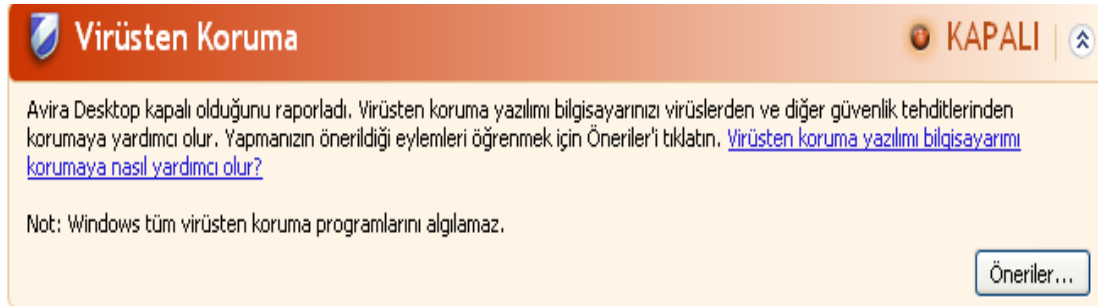 Virüsten Koruma
KAPALI
Avira Desktop kapalı olduğunu raporladı. Virüsten koruma yazılımı bilgisayarınızı virüslerden ve diğer güvenlik tehditlerinden
korumaya yardımcı olur. Yapmanızın önerildiği eylemleri öğrenmek için Öneriler'i tıklatın. Virüsten koruma yazılımı bilgisayarımı
korumaya nasıl yardımcı olur?
Not: Windows tüm virüsten koruma programlarını algılamaz.
Öneriler...